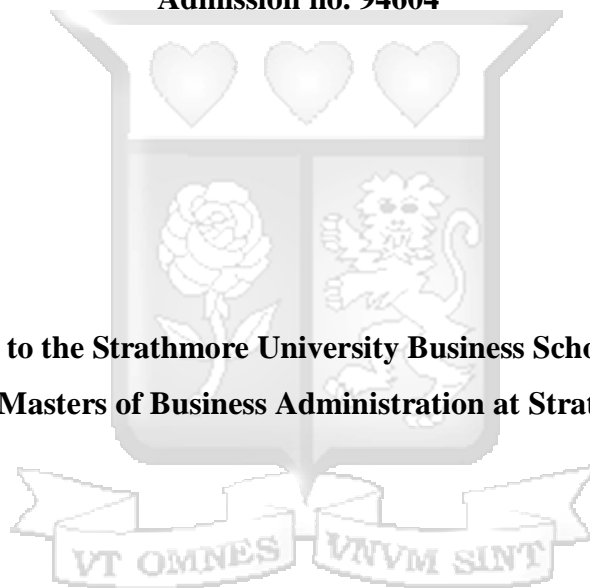 Admission no. 94604
to the Strathmore University Business Scho
Masters of Business Administration at Strat
VT OMNES VNVM SINT